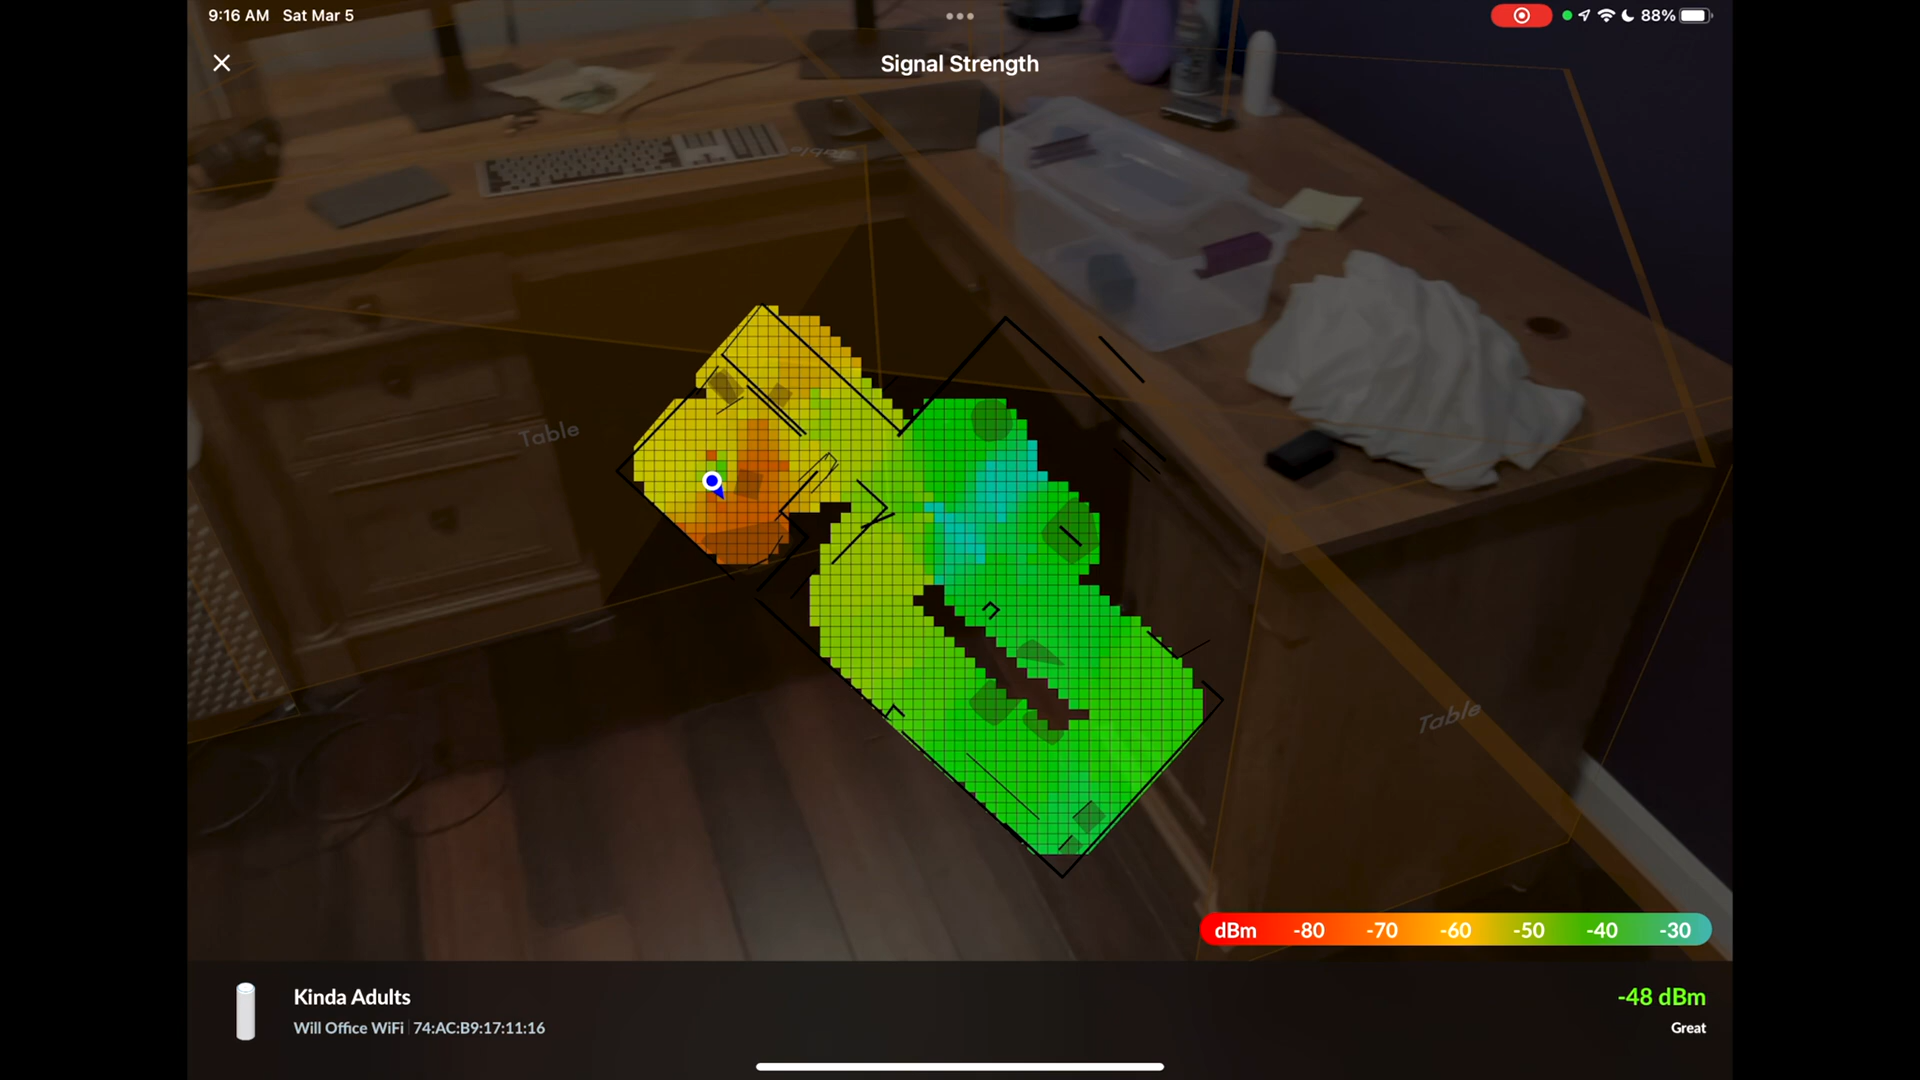 9:16 AM Sat Mar 5
88%
Signal Strength
Table
Table
Table
dBm -80 -70 -60 -50 -40 -30
Kinda Adults
-48 dBm
Will Office WiFi 74:AC:B9:17:11:16
Great